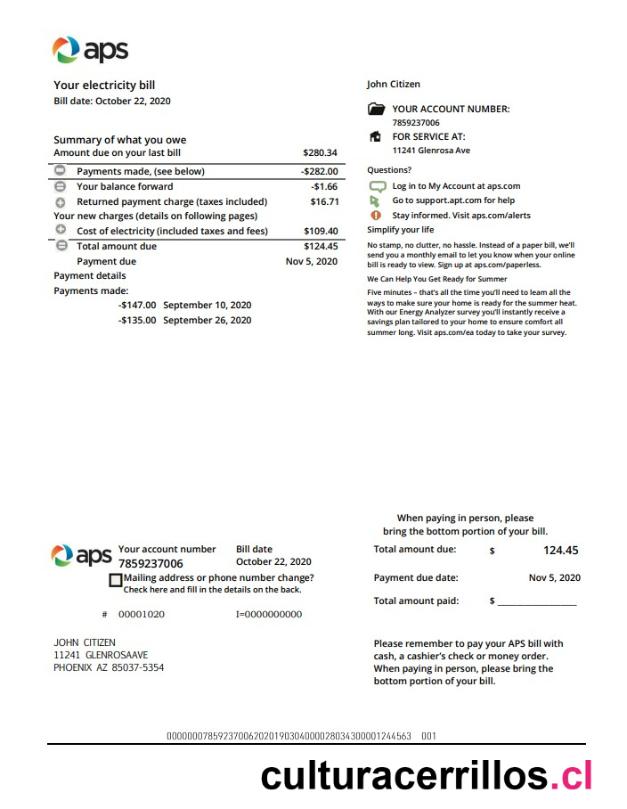 aps
Your electricity bill
Bill date: October 22, 2020
Summary of what you owe
Amount due on your last bill $280.34
Payments made, (see below) -$282.00
Your balance forward -$1.66
Returned payment charge (taxes included) $16.71
Your new charges (details on following pages)
Cost of electricity (included taxes and fees) $109.40
Total amount due $124.45
Payment due Nov 5, 2020
Payment details
Payments made:
-$147.00 September 10, 2020
-$135.00 September 26, 2020
John Citizen
YOUR ACCOUNT NUMBER:
7859237006
FOR SERVICE AT:
11241 Glenrosa Ave
Questions?
Log in to My Account at aps.com
Go to support.apt.com for help
Stay informed. Visit aps.com/alerts
Simplify your life
No stamp, no clutter, no hassle. Instead of a paper bill, we'll
send you a monthly email to let you know when your online
bill is ready to view. Sign up at aps.com/paperless.
We Can Help You Get Ready for Summer
Five minutes – that's all the time you'll need to leam all the
ways to make sure your home is ready for the summer heat.
With our Energy Analyzer survey you'll instantly receive a
savings plan tailored to your home to ensure comfort all
summer long. Visit aps.com/ea today to take your survey.
aps
Your account number Bill date
7859237006 October 22, 2020
Mailing address or phone number change?
Check here and fill in the details on the back.
# 00001020 I=0000000000
JOHN CITIZEN
11241 GLENROSAAVE
PHOENIX AZ 85037-5354
When paying in person, please
bring the bottom portion of your bill.
Total amount due: $ 124.45
Payment due date: Nov 5, 2020
Total amount paid: $ ________________
Please remember to pay your APS bill with
cash, a cashier's check or money order.
When paying in person, please bring the
bottom portion of your bill.
0000000785923700620201903040000280343000012444563 001
culturacerrillos.cl